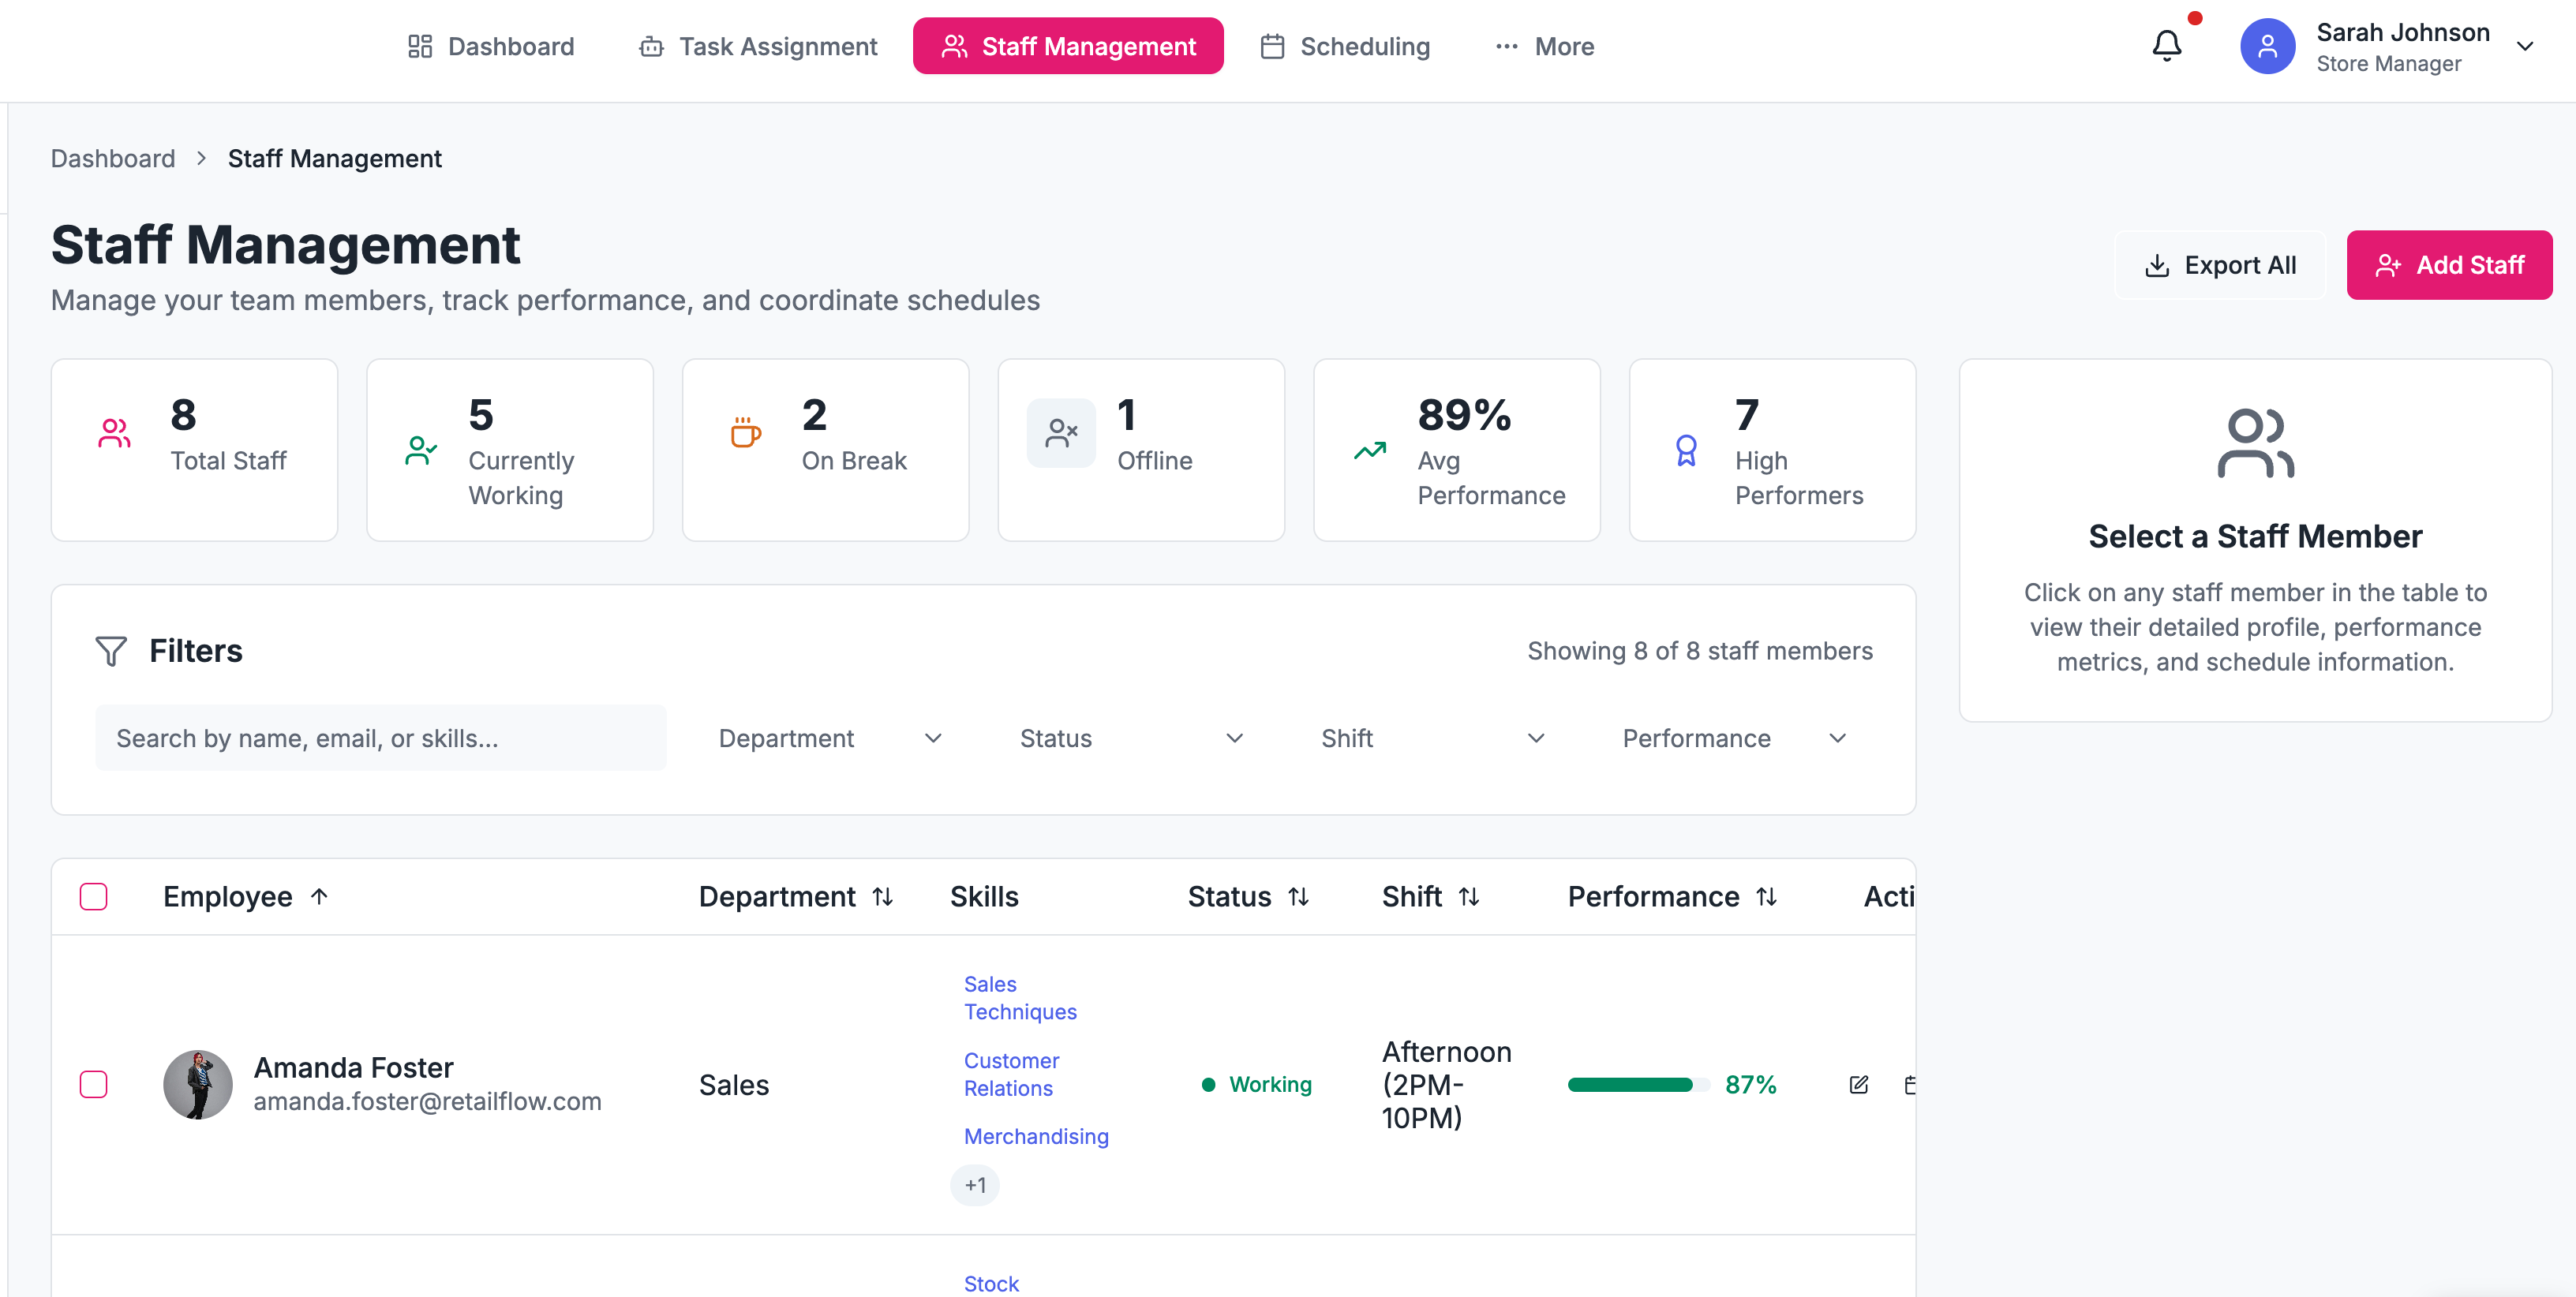 Dashboard
Task Assignment
Staff Management
Scheduling
More
Sarah Johnson
Store Manager
Dashboard
Staff Management
Staff Management
Manage your team members, track performance, and coordinate schedules
Export All
Add Staff
8
Total Staff
5
Currently
Working
2
On Break
1
Offline
89%
Avg
Performance
7
High
Performers
Select a Staff Member
Click on any staff member in the table to
view their detailed profile, performance
metrics, and schedule information.
Filters
Showing 8 of 8 staff members
Search by name, email, or skills...
Department
Status
Shift
Performance
Employee
Department
Skills
Status
Shift
Performance
Acti
Amanda Foster
amanda.foster@retailflow.com
Sales
Sales
Techniques
Customer
Relations
Merchandising
+1
Working
Afternoon
(2PM-
10PM)
87%
Stock